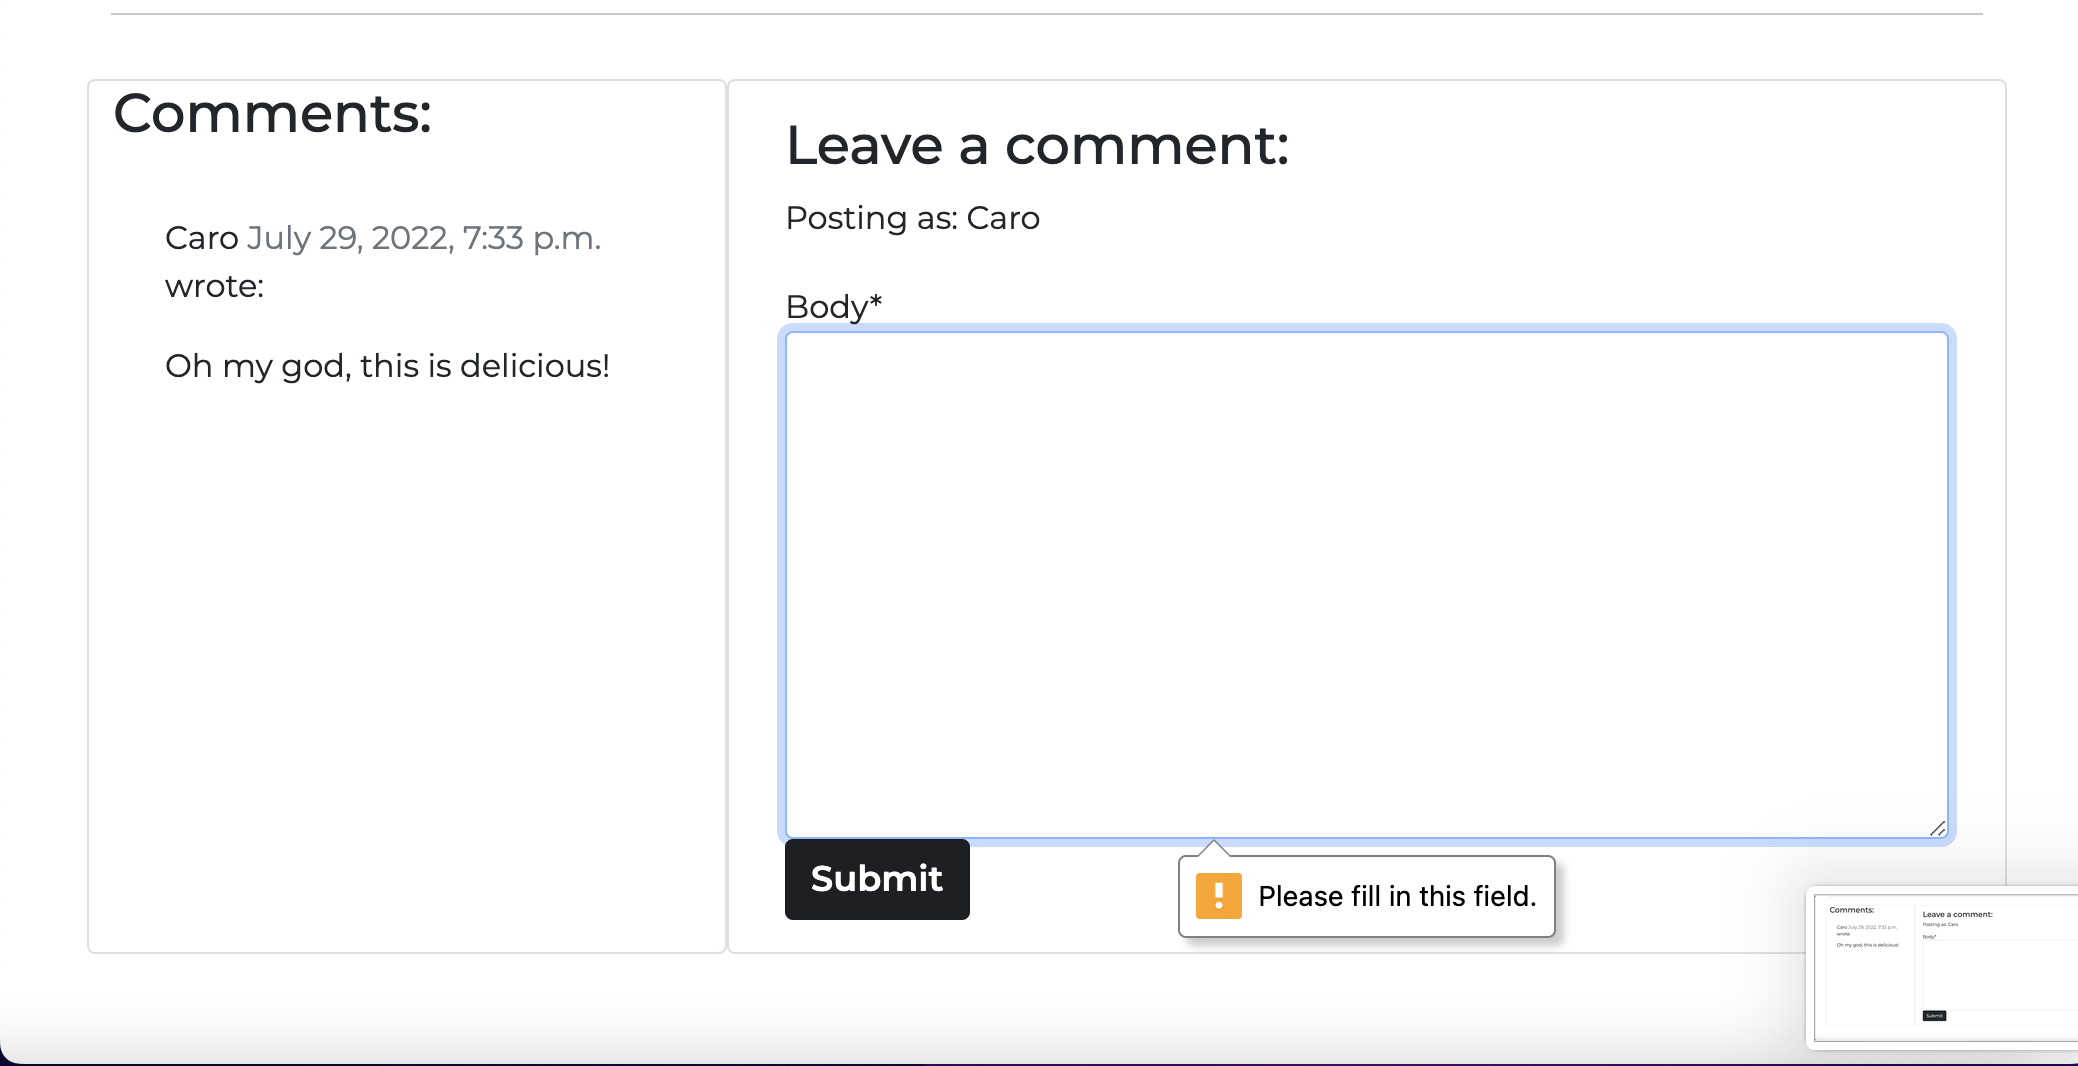 Comments:
Caro July 29, 2022, 7:33 p.m.
wrote:
Oh my god, this is delicious!
Leave a comment:
Posting as: Caro
Body*
Submit
Please fill in this field.
Comments:
Caro July 29, 2022, 7:33 p.m.
wrote:
Oh my god, this is delicious!
Leave a comment:
Posting as: Caro
Body*
Submit